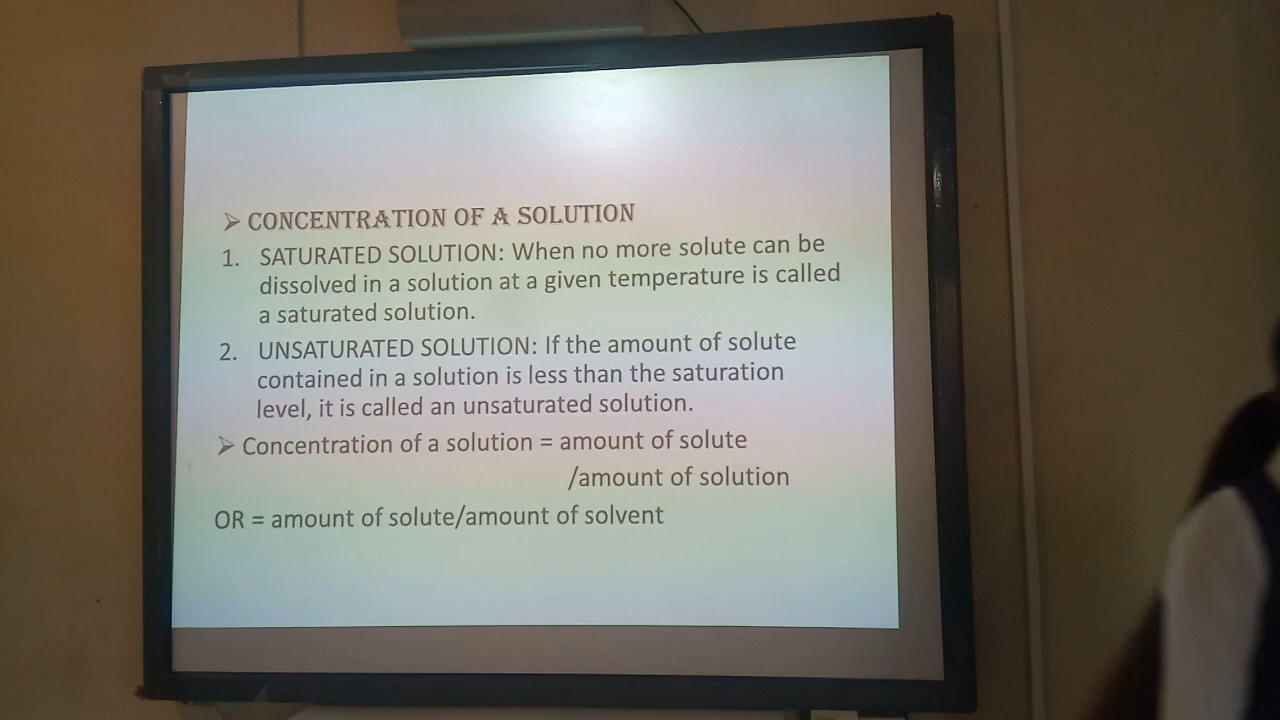 ➢ CONCENTRATION OF A SOLUTION
1. SATURATED SOLUTION: When no more solute can be
dissolved in a solution at a given temperature is called
a saturated solution.
2. UNSATURATED SOLUTION: If the amount of solute
contained in a solution is less than the saturation
level, it is called an unsaturated solution.
➢ Concentration of a solution = amount of solute
/amount of solution
OR = amount of solute/amount of solvent